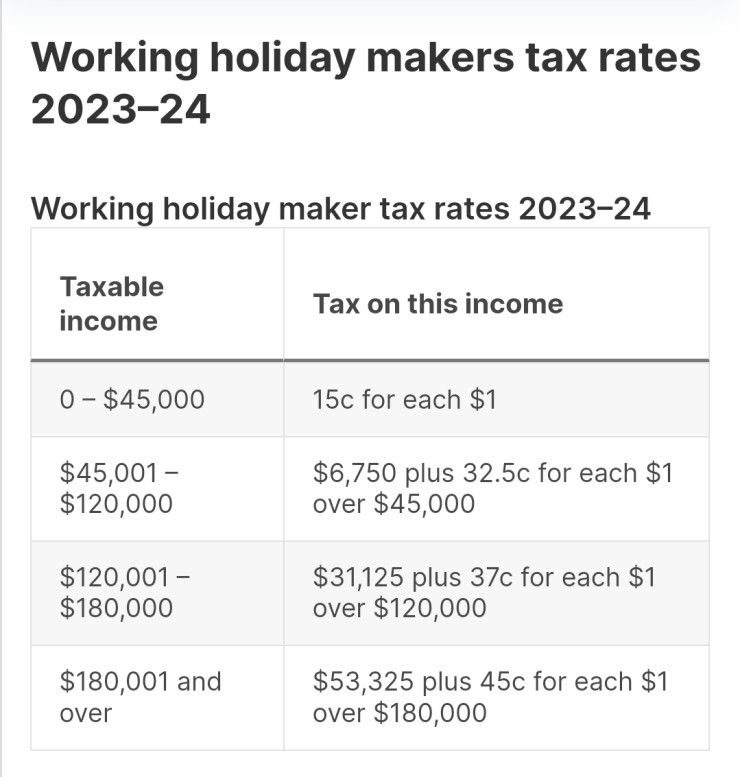 Working holiday makers tax rates
2023–24
Working holiday maker tax rates 2023–24
Taxable
income
Tax on this income
0 – $45,000
15c for each $1
$45,001 –
$120,000
$6,750 plus 32.5c for each $1
over $45,000
$120,001 –
$180,000
$31,125 plus 37c for each $1
over $120,000
$180,001 and
over
$53,325 plus 45c for each $1
over $180,000